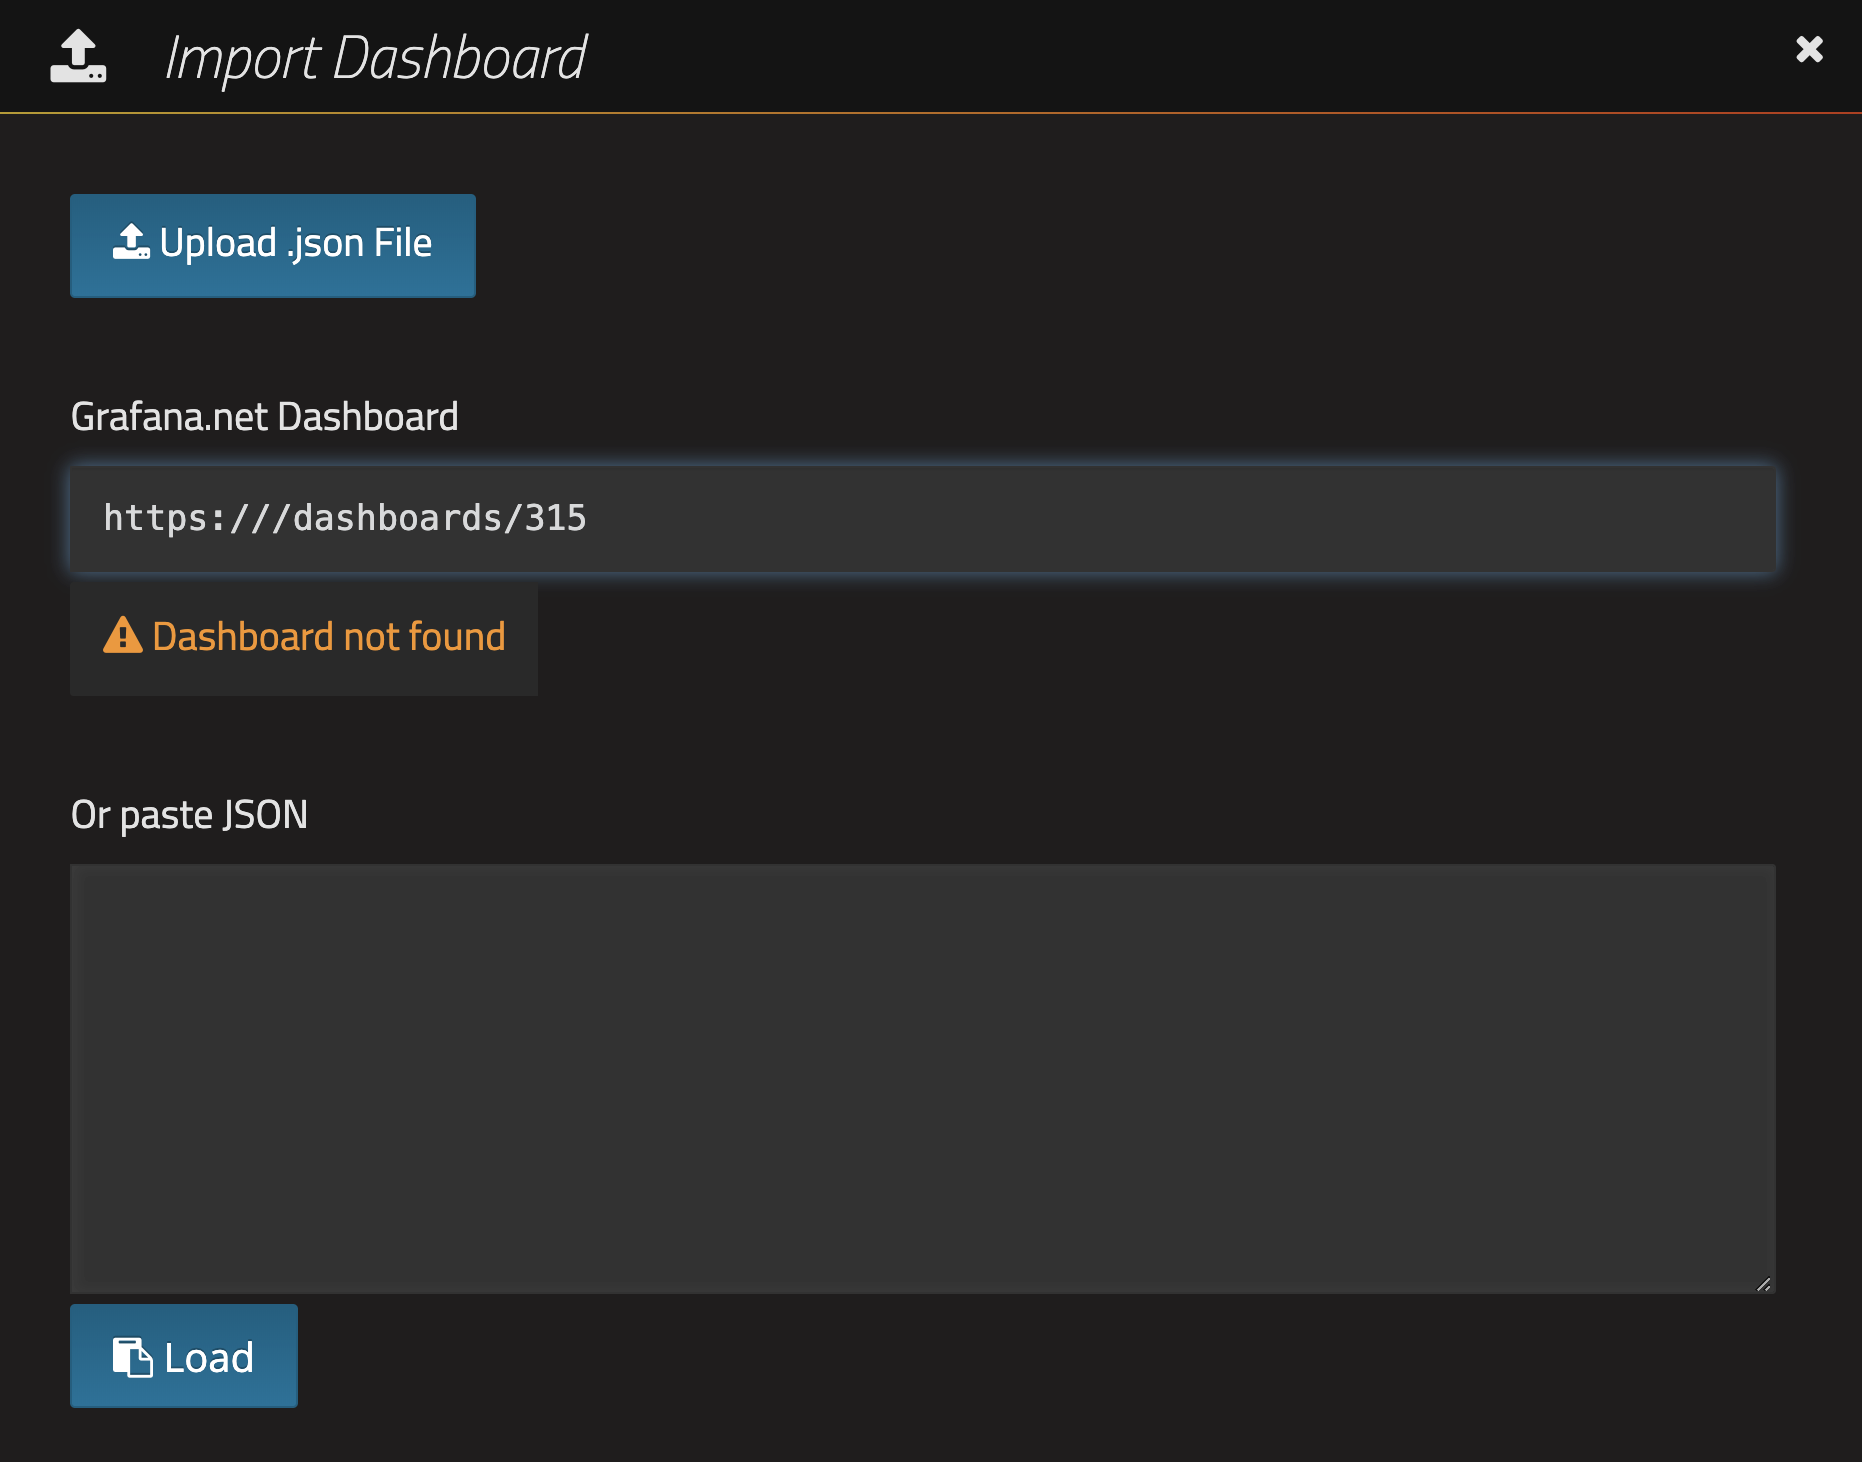 Import Dashboard
Upload .json File
Grafana.net Dashboard
https:///dashboards/315
Dashboard not found
Or paste JSON
Load